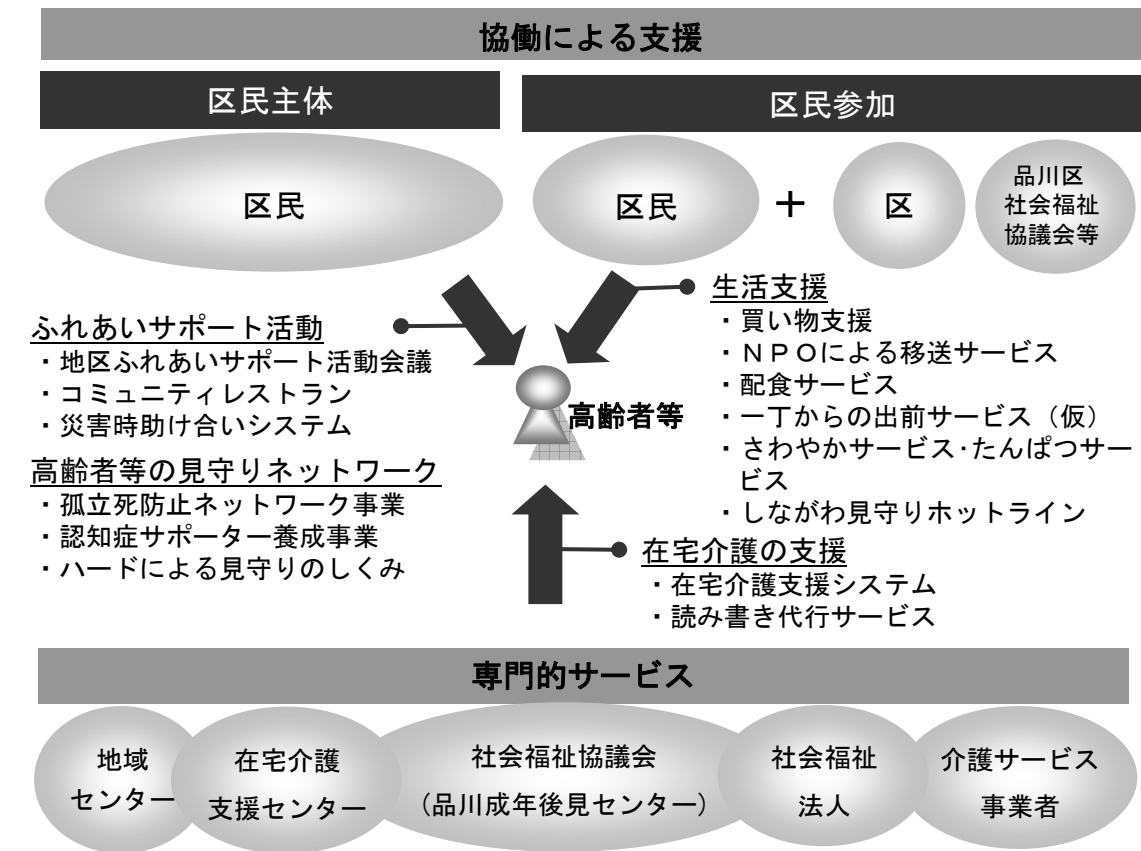 協働による支援
区民主体
区民参加
区民
区民
＋
区
品川区
社会福祉
協議会等
ふれあいサポート活動
・地区ふれあいサポート活動会議
・コミュニティレストラン
・災害時助け合いシステム
高齢者等の見守りネットワーク
・孤立死防止ネットワーク事業
・認知症サポーター養成事業
・ハードによる見守りのしくみ
高齢者等
生活支援
・買い物支援
・ＮＰＯによる移送サービス
・配食サービス
・一丁からの出前サービス（仮）
・さわやかサービス･たんぱつサー
ビス
・しながわ見守りホットライン
在宅介護の支援
・在宅介護支援システム
・読み書き代行サービス
専門的サービス
地域
センター
在宅介護
支援センター
社会福祉協議会
（品川成年後見センター）
社会福祉
法人
介護サービス
事業者